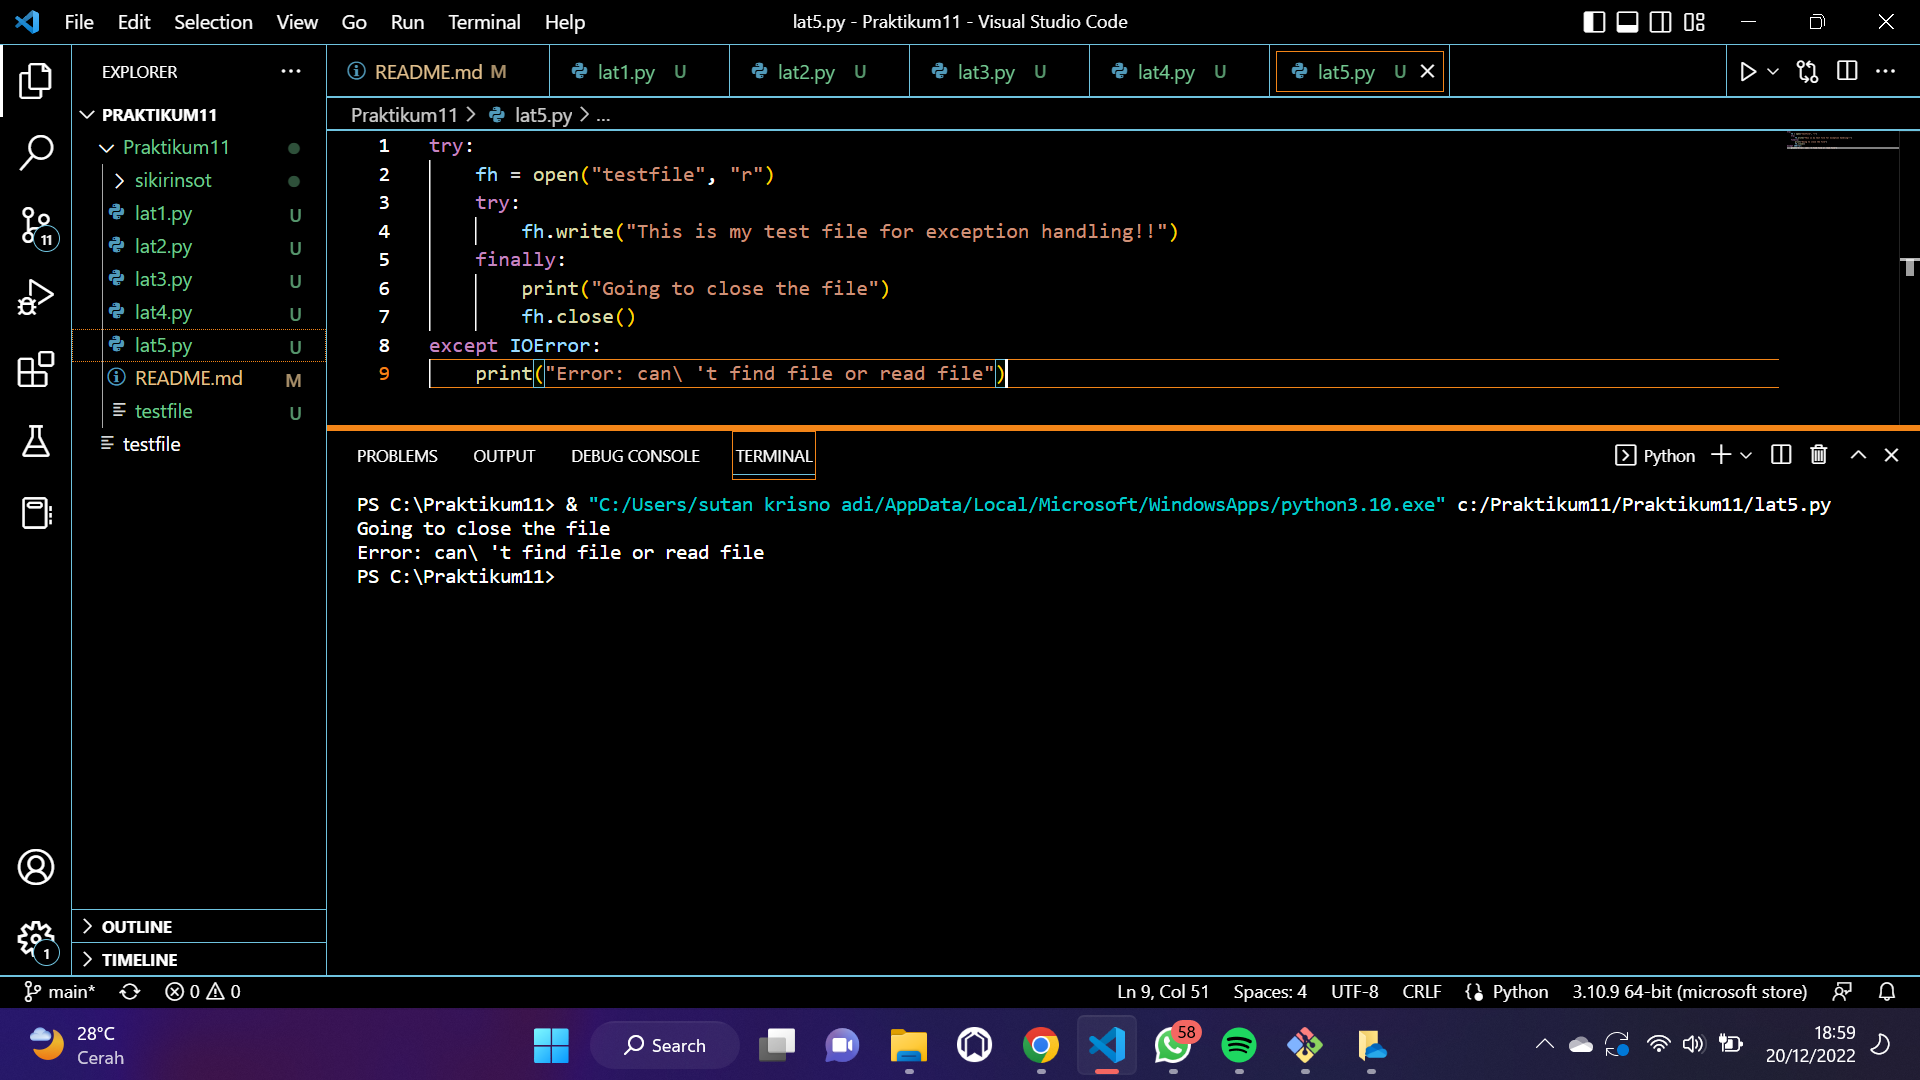 File Edit Selection View Go Run Terminal Help
lat5.py - Praktikum11 - Visual Studio Code
EXPLORER
README.md M
lat1.py U
lat2.py U
lat3.py U
lat4.py U
lat5.py U
PRAKTIKUM11
Praktikum11
sikirinsot
lat1.py U
lat2.py U
lat3.py U
lat4.py U
lat5.py U
README.md M
testfile U
testfile
11
Praktikum11 > lat5.py > ...
1 try:
2 fh = open("testfile", "r")
3 try:
4 fh.write("This is my test file for exception handling!!")
5 finally:
6 print("Going to close the file")
7 fh.close()
8 except IOError:
9 print("Error: can\ 't find file or read file")
PROBLEMS OUTPUT DEBUG CONSOLE TERMINAL
Python
PS C:\Praktikum11> & "C:/Users/sutan krisno adi/AppData/Local/Microsoft/WindowsApps/python3.10.exe" c:/Praktikum11/Praktikum11/lat5.py
Going to close the file
Error: can\ 't find file or read file
PS C:\Praktikum11>
OUTLINE
TIMELINE
1
main* 0 0
Ln 9, Col 51 Spaces: 4 UTF-8 CRLF Python 3.10.9 64-bit (microsoft store)
28°C
Cerah
Search
58
18:59
20/12/2022